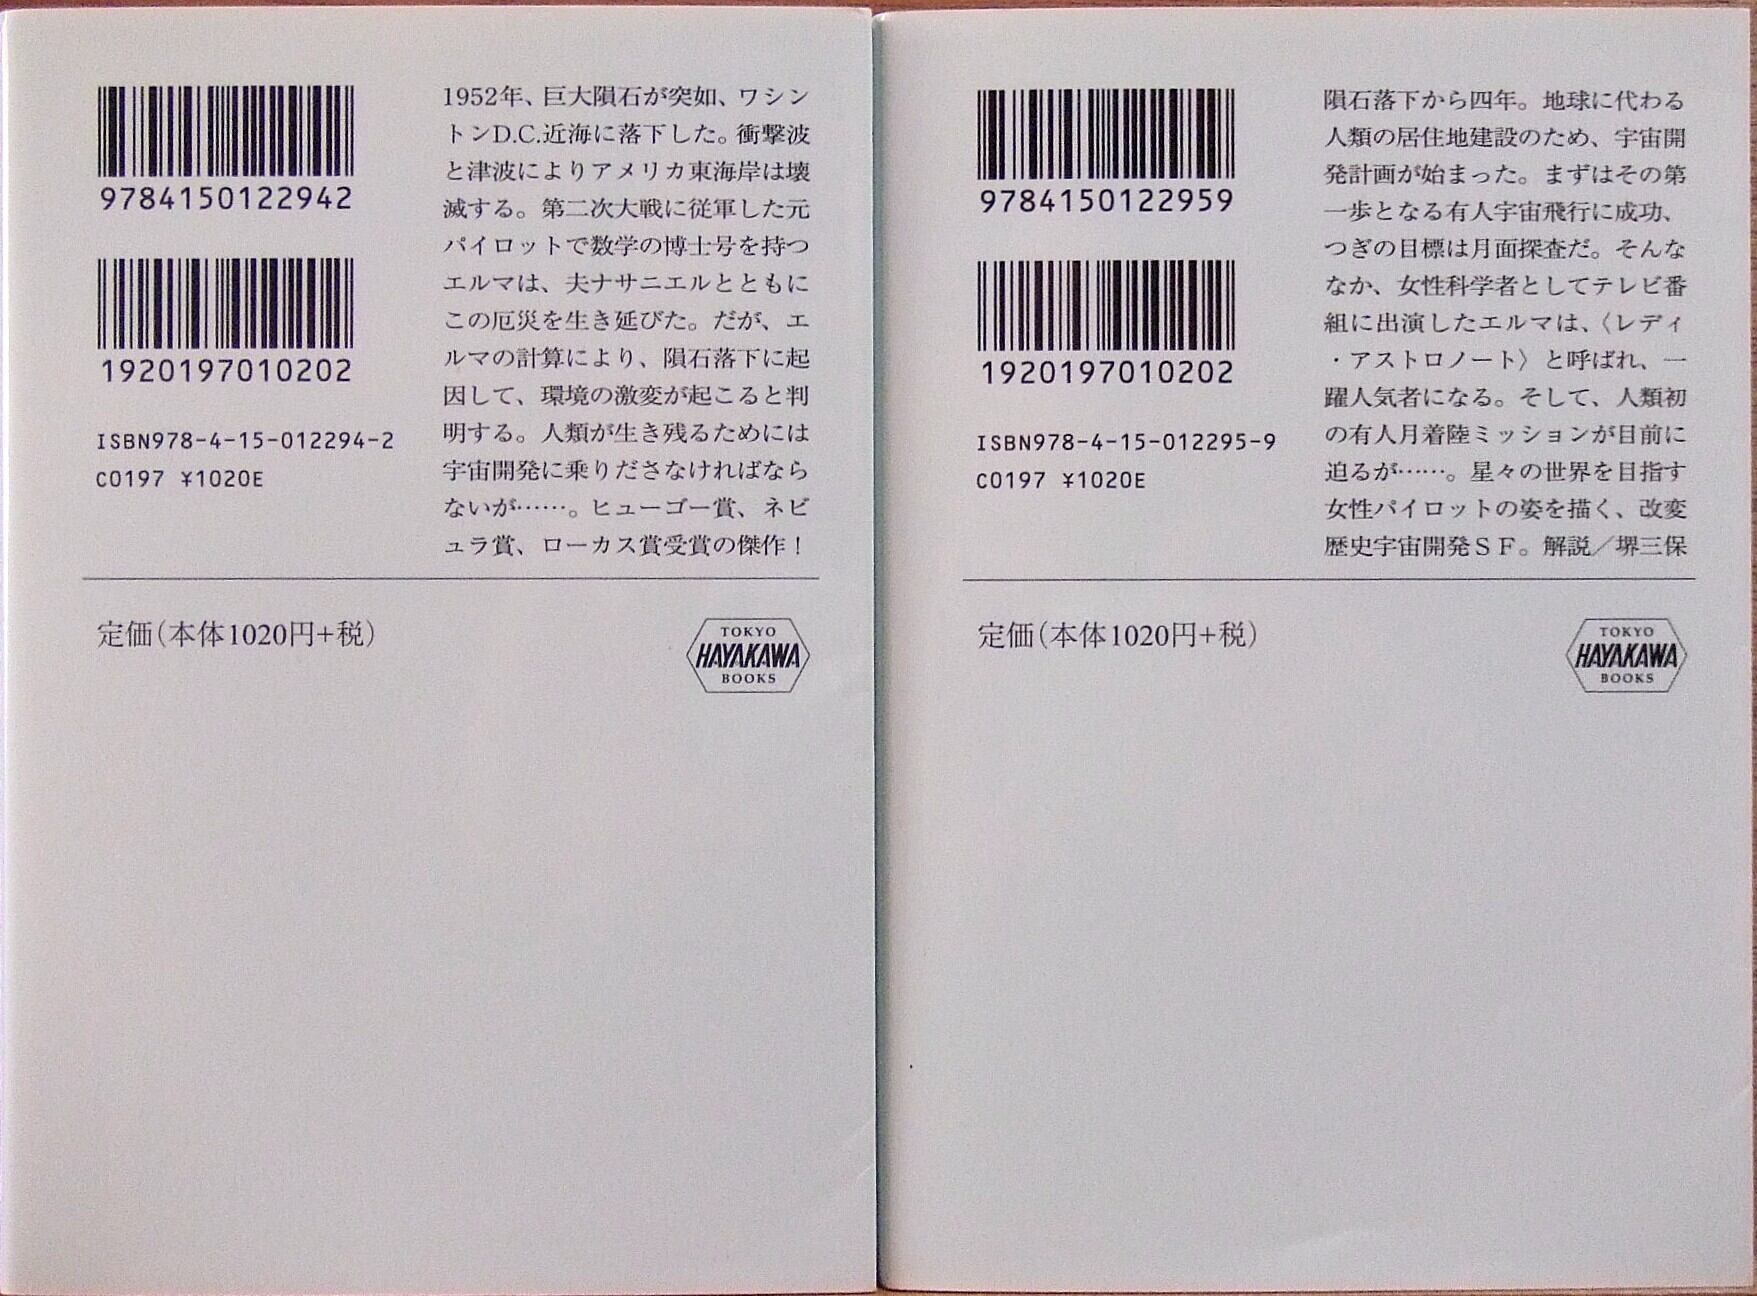 9784150122942
1920197010202
ISBN978-4-15-012294-2
C0197 ¥1020E
1952年、巨大隕石が突如、ワシン
トンD.C.近海に落下した。衝撃波
と津波によりアメリカ東海岸は壊
滅する。第二次大戦に従軍した元
パイロットで数学の博士号を持つ
エルマは、夫ナサニエルとともに
この厄災を生き延びた。だが、エ
ルマの計算により、隕石落下に起
因して、環境の激変が起こると判
明する。人類が生き残るためには
宇宙開発に乗りださなければなら
ないが……。ヒューゴー賞、ネビ
ュラ賞、ローカス賞受賞の傑作！
定価(本体1020円+税)
TOKYO
HAYAKAWA
BOOKS
9784150122959
1920197010202
ISBN978-4-15-012295-9
C0197 ¥1020E
隕石落下から四年。地球に代わる
人類の居住地建設のため、宇宙開
発計画が始まった。まずはその第
一歩となる有人宇宙飛行に成功、
つぎの目標は月面探査だ。そんな
なか、女性科学者としてテレビ番
組に出演したエルマは、〈レディ
・アストロノート〉と呼ばれ、一
躍人気者になる。そして、人類初
の有人月着陸ミッションが目前に
迫るが……。星々の世界を目指す
女性パイロットの姿を描く、改変
歴史宇宙開発ＳＦ。解説／堺三保
定価(本体1020円+税)
TOKYO
HAYAKAWA
BOOKS